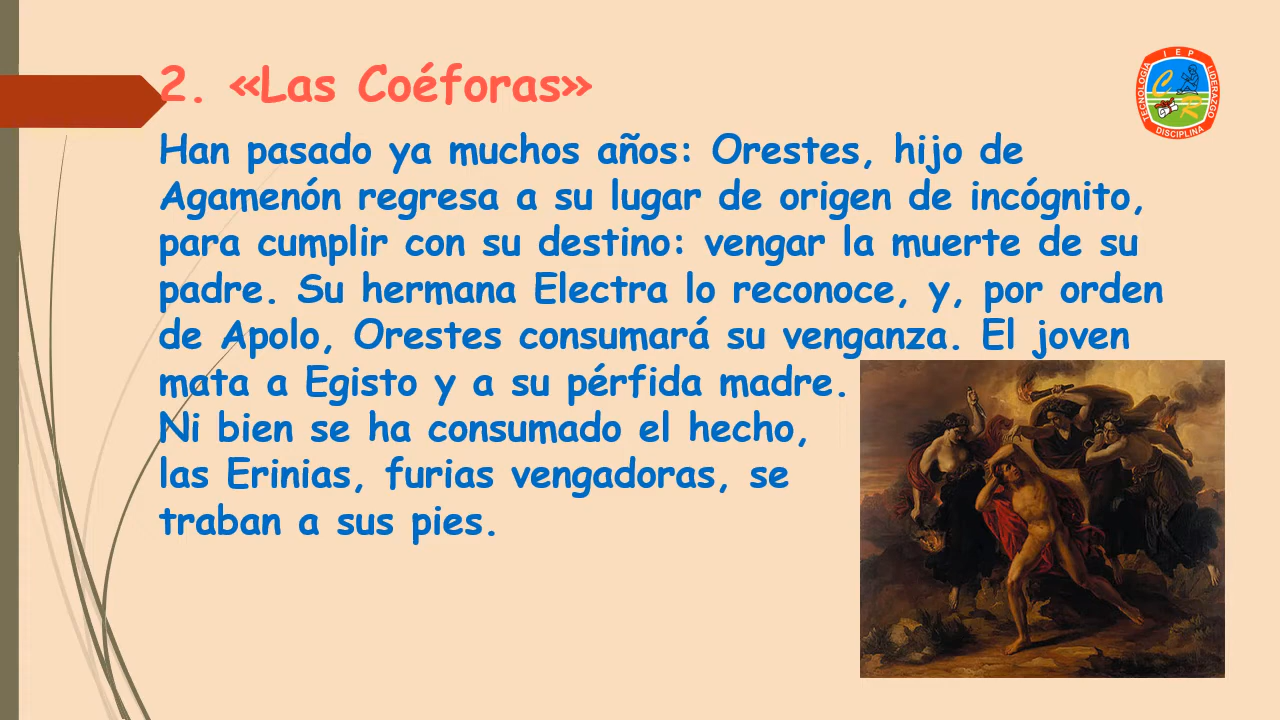 2. «Las Coéforas»
Han pasado ya muchos años: Orestes, hijo de
Agamenón regresa a su lugar de origen de incógnito,
para cumplir con su destino: vengar la muerte de su
padre. Su hermana Electra lo reconoce, y, por orden
de Apolo, Orestes consumará su venganza. El joven
mata a Egisto y a su pérfida madre.
Ni bien se ha consumado el hecho,
las Erinias, furias vengadoras, se
traban a sus pies.
I E P
TECNOLOGÍA
LIDERAZGO
DISCIPLINA
C R